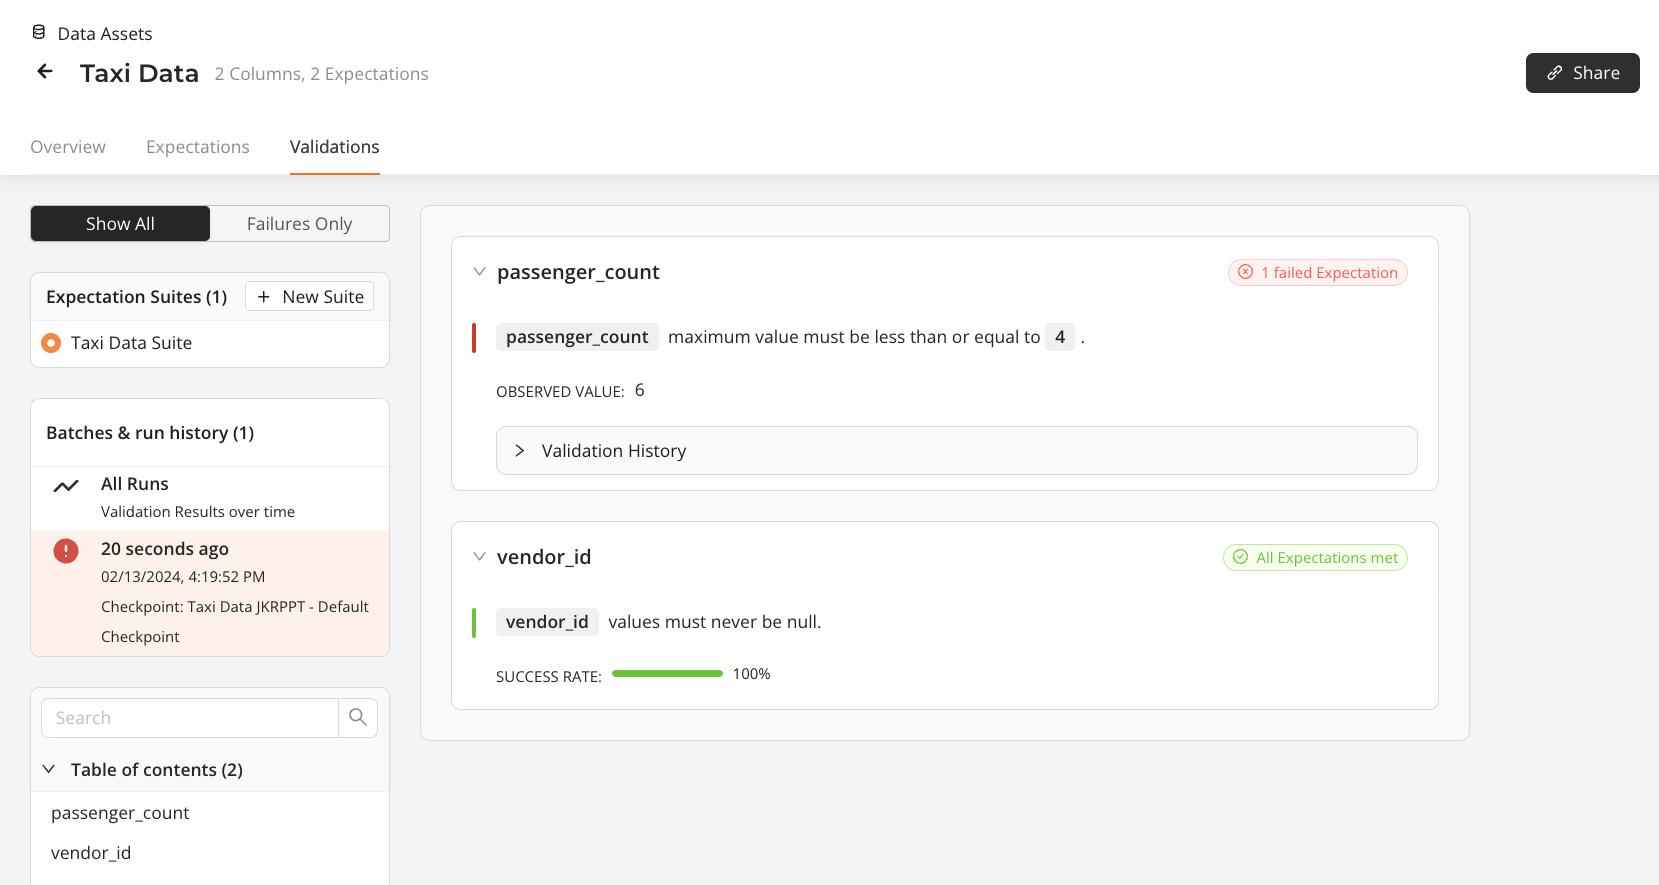 Data Assets
Taxi Data 2 Columns, 2 Expectations
Share
Overview Expectations Validations
Show All Failures Only
Expectation Suites (1) + New Suite
Taxi Data Suite
Batches & run history (1)
All Runs
Validation Results over time
20 seconds ago
02/13/2024, 4:19:52 PM
Checkpoint: Taxi Data JKRPPT - Default
Checkpoint
Search
Table of contents (2)
passenger_count
vendor_id
passenger_count 1 failed Expectation
passenger_count maximum value must be less than or equal to 4 .
OBSERVED VALUE: 6
Validation History
vendor_id All Expectations met
vendor_id values must never be null.
SUCCESS RATE: 100%